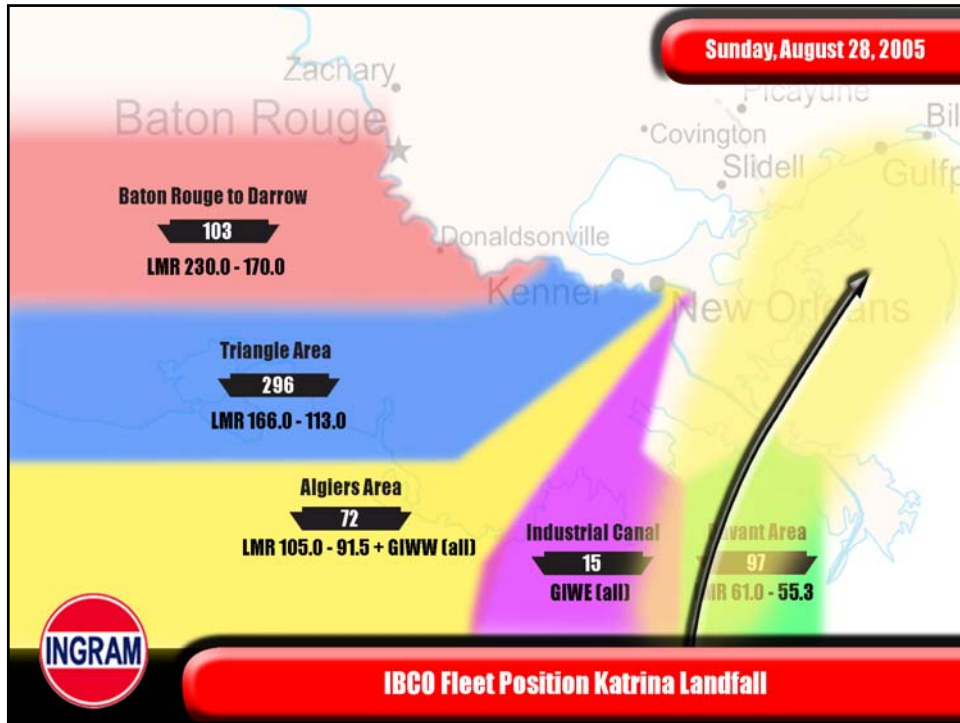 Sunday, August 28, 2005
Zachary
Picayune
Baton Rouge
Covington
Slidell
Bil
Gulfp
Baton Rouge to Darrow
103
LMR 230.0 - 170.0
Donaldsonville
Kenner
New Orleans
Triangle Area
296
LMR 166.0 - 113.0
Algiers Area
72
LMR 105.0 - 91.5 + GIWW (all)
Industrial Canal
15
GIWE (all)
Area
97
61.0 - 55.3
INGRAM
IBCO Fleet Position Katrina Landfall